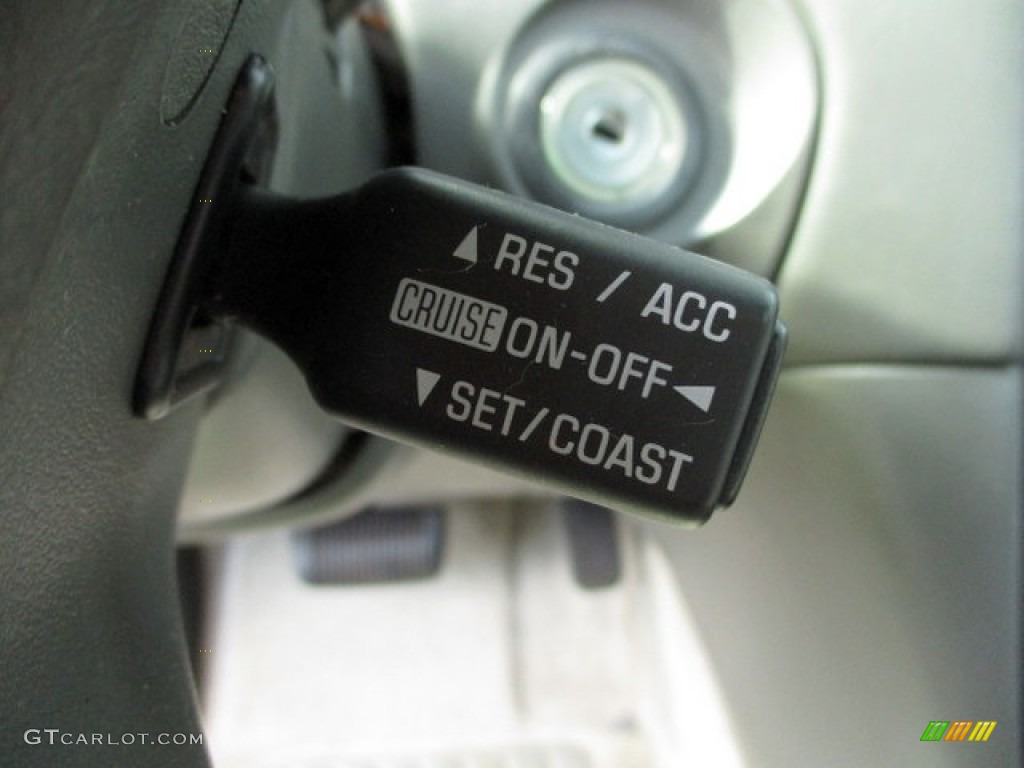 RES / ACC
CRUISE ON-OFF
SET/COAST
GTCARLOT.COM